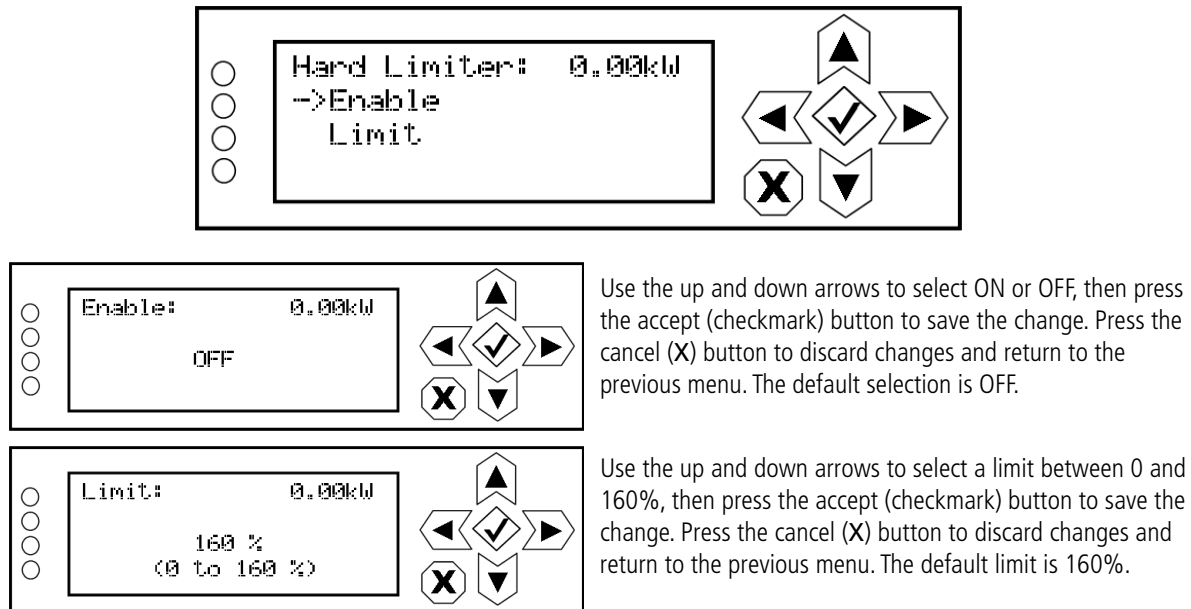 Hard Limiter: 0.00kW
->Enable
Limit
X
Enable: 0.00kW
OFF
X
Use the up and down arrows to select ON or OFF, then press
the accept (checkmark) button to save the change. Press the
cancel (X) button to discard changes and return to the
previous menu. The default selection is OFF.
Limit: 0.00kW
160 %
(0 to 160 %)
X
Use the up and down arrows to select a limit between 0 and
160%, then press the accept (checkmark) button to save the
change. Press the cancel (X) button to discard changes and
return to the previous menu. The default limit is 160%.